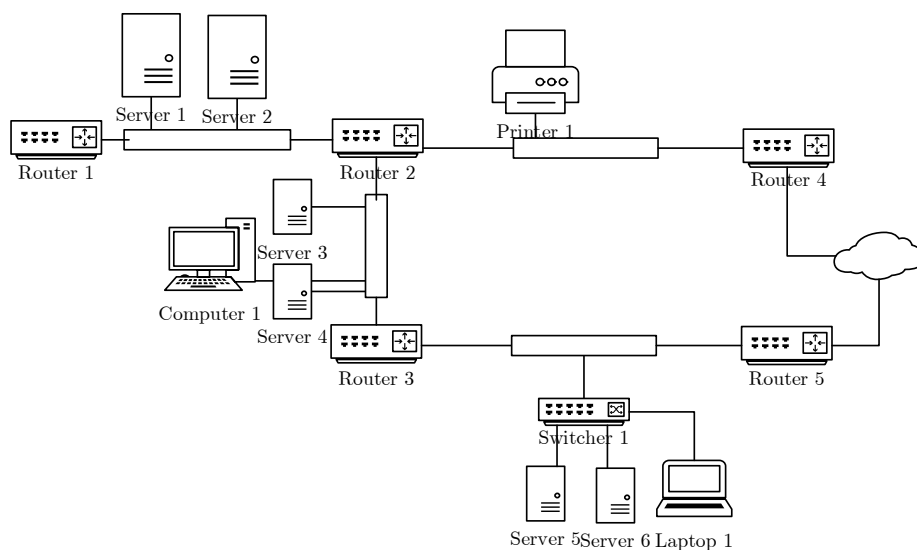 Server 1
Server 2
Printer 1
Router 1
Router 2
Router 4
Server 3
Computer 1
Server 4
Router 3
Router 5
Switcher 1
Server 5
Server 6
Laptop 1